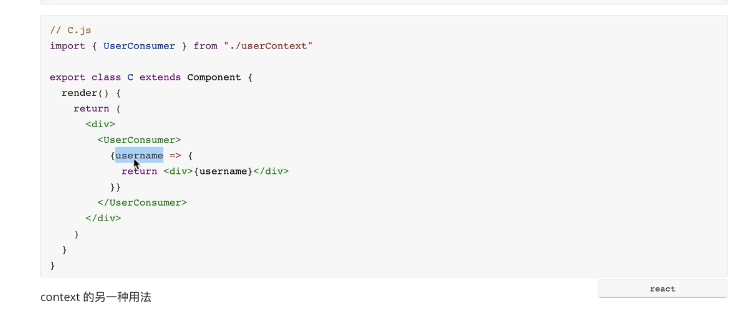 // C.js
import { UserConsumer } from "./userContext"
export class C extends Component {
render() {
return (
<div>
<UserConsumer>
{username => {
return <div>{username}</div>
}}
</UserConsumer>
</div>
)
}
}
context 的另一种用法
react